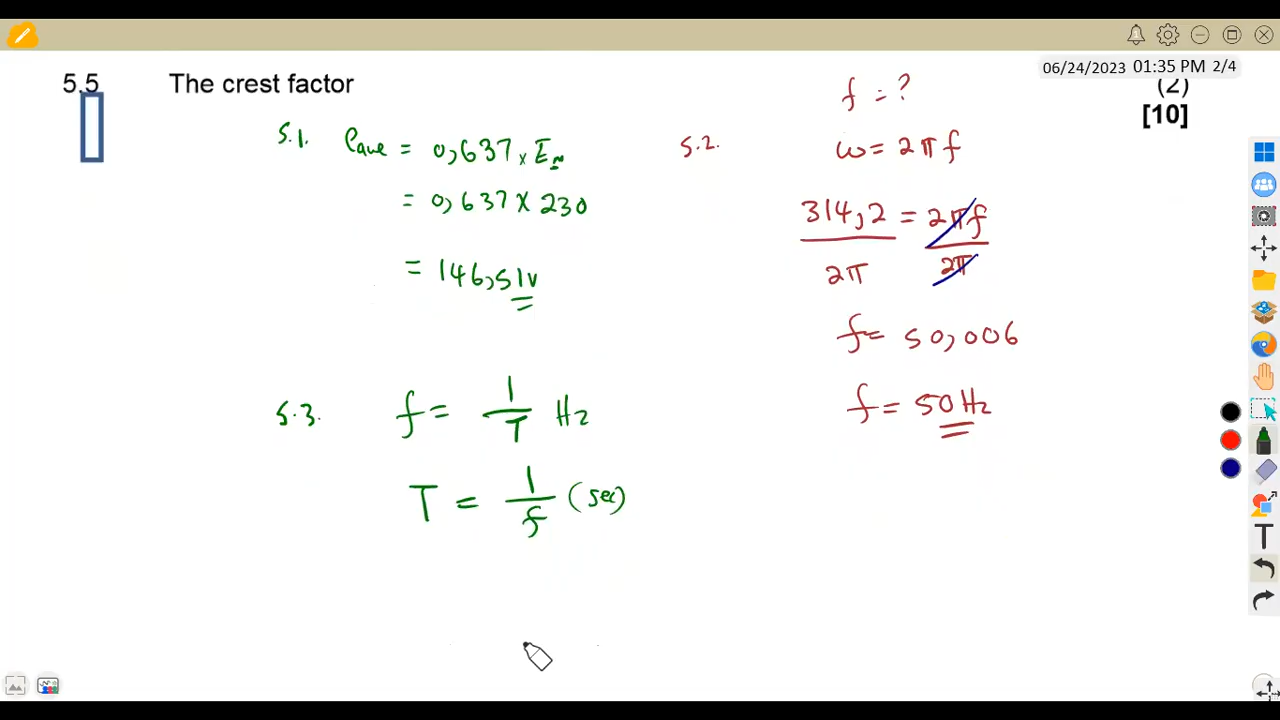 06/24/2023 01:35 PM 2/4
5.5 The crest factor (2)
[10]
5.1. eave = 0,637 x Em
= 0,637 x 230
= 146,51v
5.2. f = ?
ω = 2πf
314,2 = 2πf
2π 2π
f = 50,006
f = 50Hz
5.3. f = 1/T Hz
T = 1/f (sec)
T